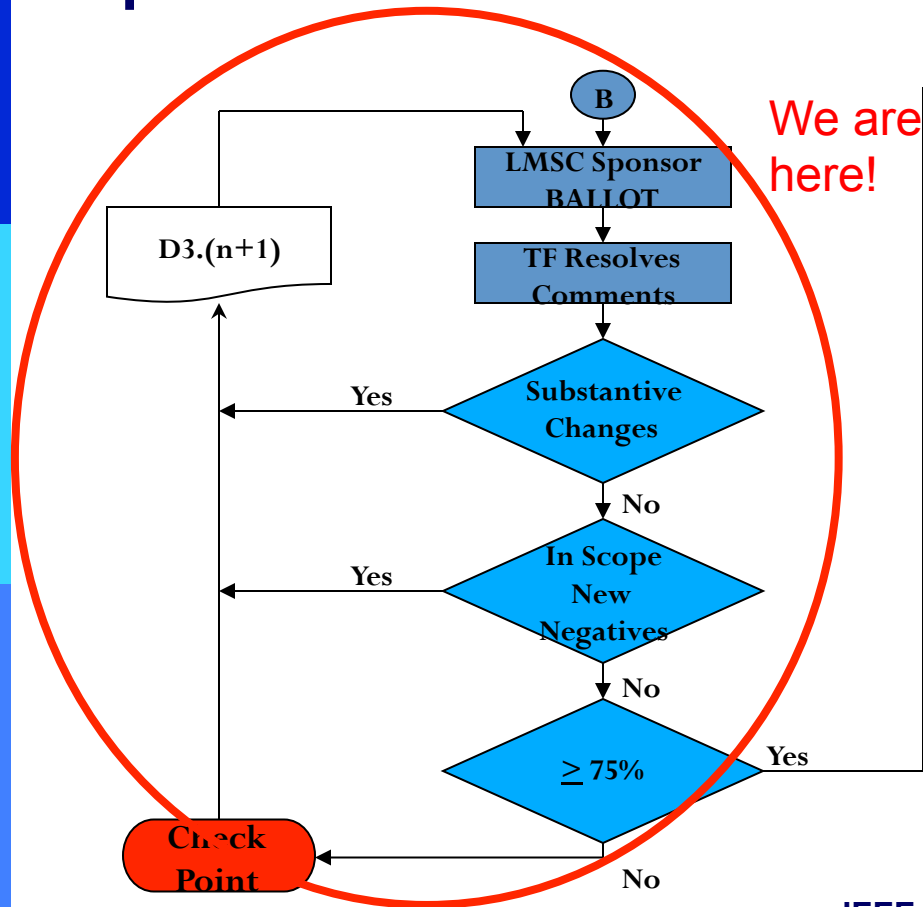 B
We are
here!
LMSC Sponsor
BALLOT
D3.(n+1)
TF Resolves
Comments
Yes
Substantive
Changes
No
Yes
In Scope
New
Negatives
No
≥ 75%
Yes
Check
Point
No